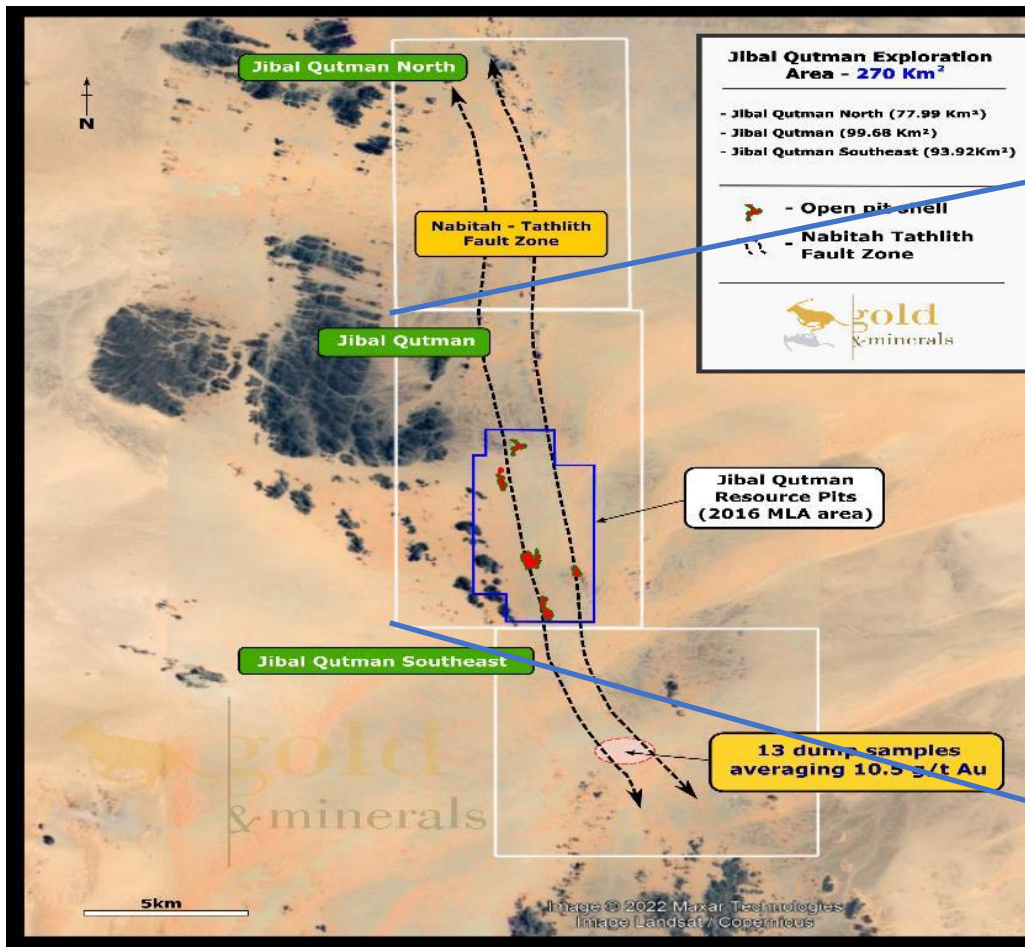 Jibal Qutman North
N
Nabitah - Tathlith
Fault Zone
Jibal Qutman Exploration
Area - 270 Km²
- Jibal Qutman North (77.99 Km²)
- Jibal Qutman (99.68 Km²)
- Jibal Qutman Southeast (93.92Km²)
- Open pit shell
- Nabitah Tathlith
Fault Zone
gold
& minerals
Jibal Qutman
Jibal Qutman
Resource Pits
(2016 MLA area)
Jibal Qutman Southeast
13 dump samples
averaging 10.5 g/t Au
gold
& minerals
5km
Image © 2022 Maxar Technologies
Image Landsat / Copernicus